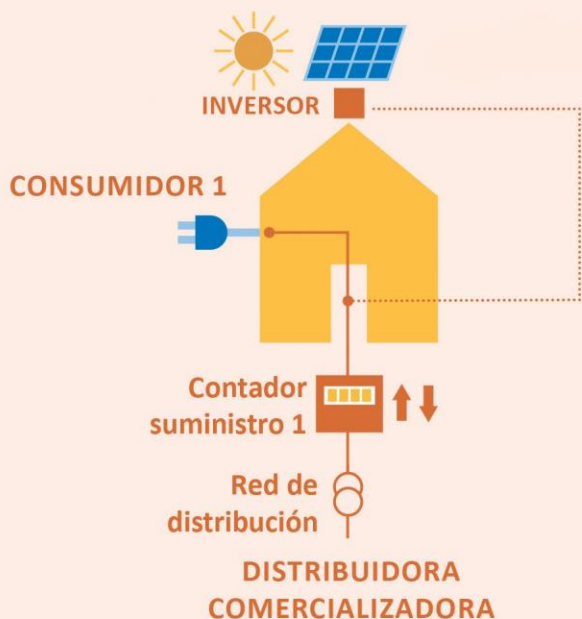 INVERSOR
CONSUMIDOR 1
Contador
suministro 1
Red de
distribución
DISTRIBUIDORA
COMERCIALIZADORA